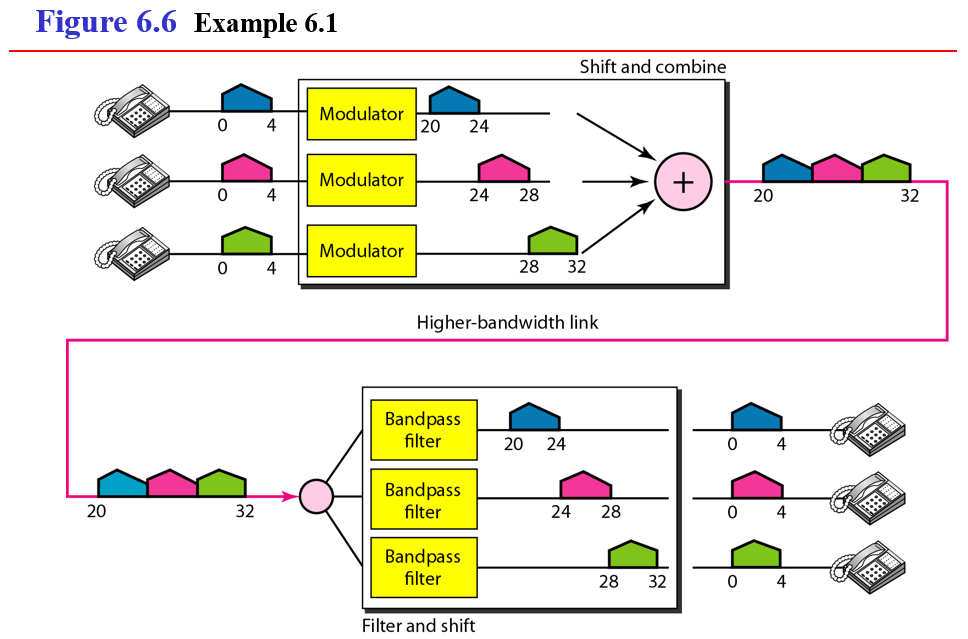 Figure 6.6 Example 6.1
Shift and combine
Modulator
0 4
20 24
Modulator
0 4
24 28
+
20 32
Modulator
0 4
28 32
Higher-bandwidth link
Bandpass
filter
20 24
0 4
20 32
Bandpass
filter
24 28
0 4
Bandpass
filter
28 32
0 4
Filter and shift